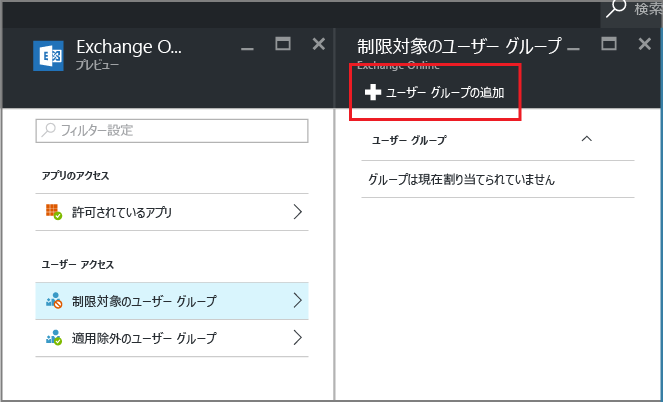 検索
Exchange O...
プレビュー
フィルター設定
アプリのアクセス
許可されているアプリ
ユーザー アクセス
制限対象のユーザー グループ
適用除外のユーザー グループ
制限対象のユーザー グループ
Exchange Online
ユーザー グループの追加
ユーザー グループ
グループは現在割り当てられていません